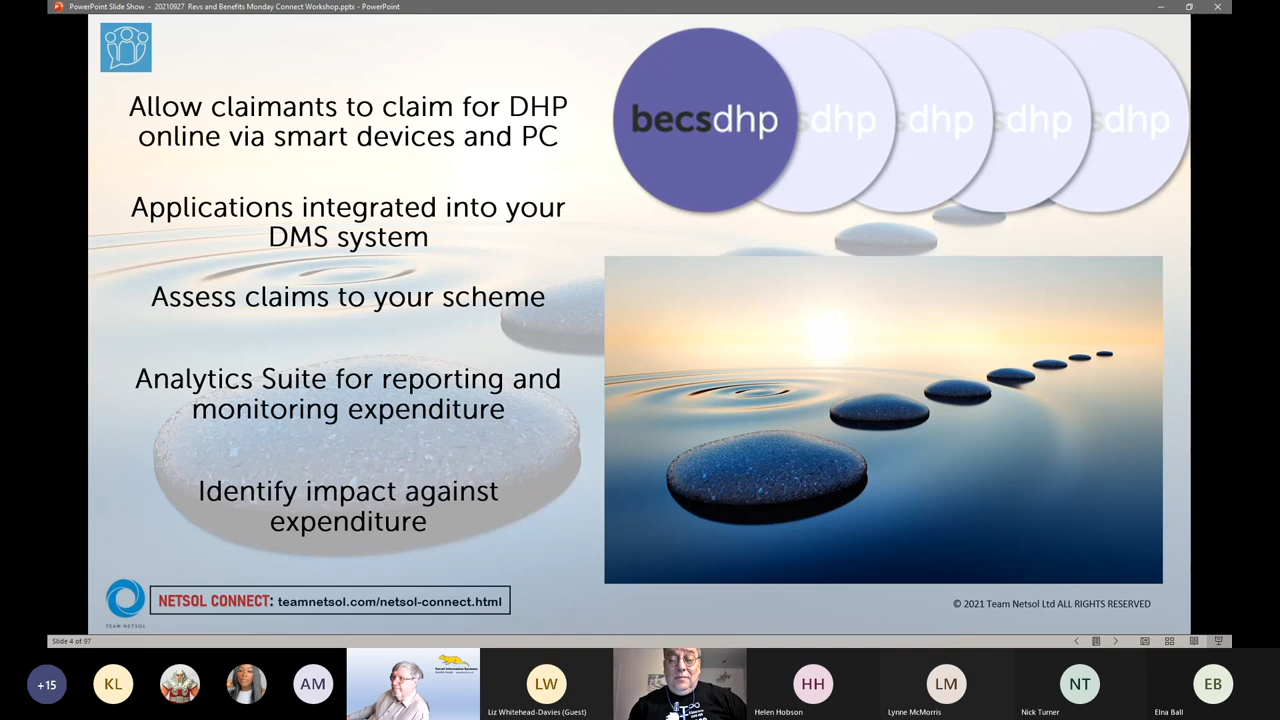 PowerPoint Slide Show - 20210927 Revs and Benefits Monday Connect Workshop.pptx - PowerPoint
Allow claimants to claim for DHP
online via smart devices and PC
Applications integrated into your
DMS system
Assess claims to your scheme
Analytics Suite for reporting and
monitoring expenditure
Identify impact against
expenditure
becsdhp
sdhp
sdhp
sdhp
sdhp
TEAM NETSOL
NETSOL CONNECT: teamnetsol.com/netsol-connect.html
© 2021 Team Netsol Ltd ALL RIGHTS RESERVED
Slide 4 of 97
+15
KL
AM
LW
Liz Whitehead-Davies (Guest)
HH
Helen Hobson
LM
Lynne McMorris
NT
Nick Turner
EB
Elna Ball